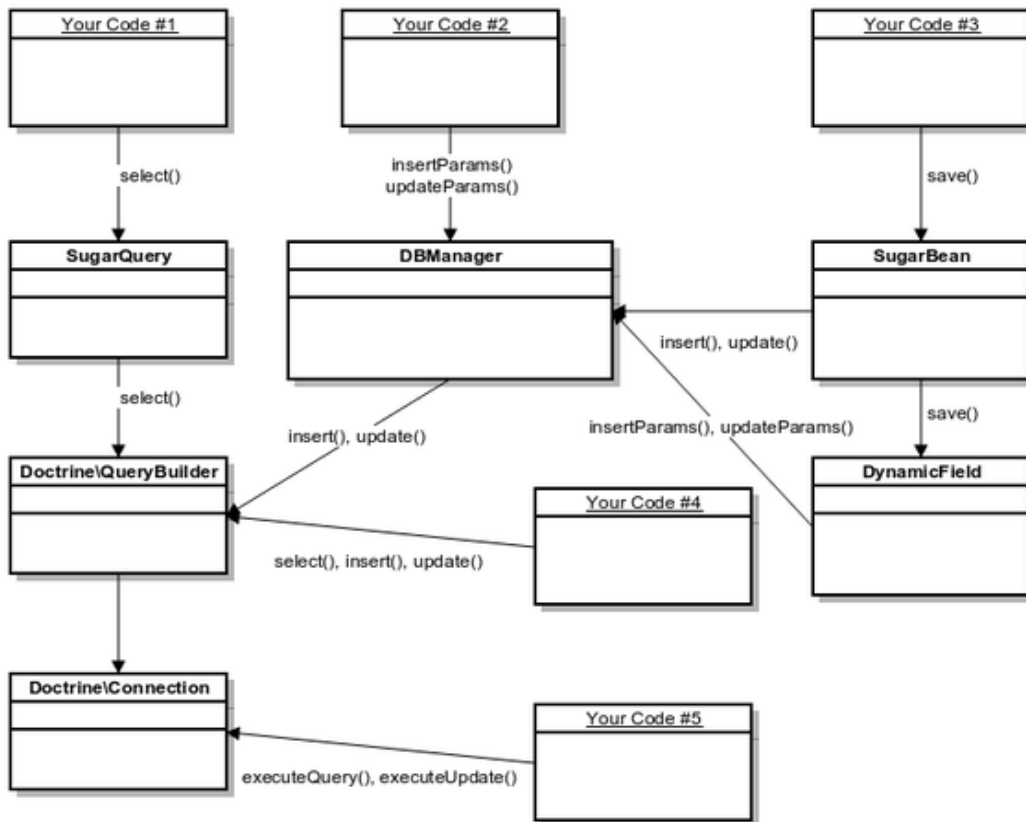 Your Code #1
Your Code #2
Your Code #3
select()
insertParams()
updateParams()
save()
SugarQuery
DBManager
SugarBean
insert(), update()
select()
save()
insertParams(), updateParams()
insert(), update()
Doctrine\QueryBuilder
DynamicField
Your Code #4
select(), insert(), update()
Doctrine\Connection
Your Code #5
executeQuery(), executeUpdate()